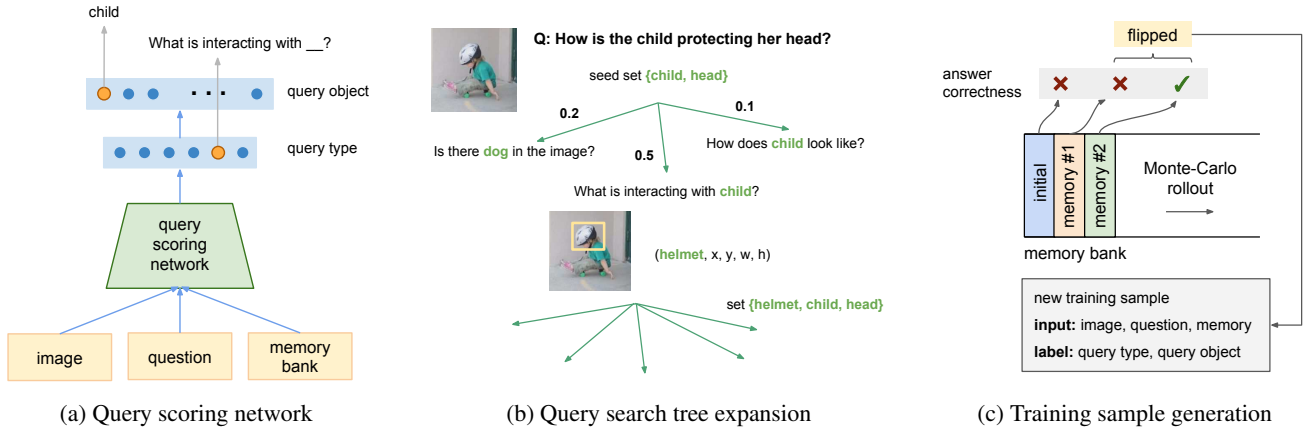 child
What is interacting with __?
query object
query type
query
scoring
network
image
question
memory
bank
(a) Query scoring network
Q: How is the child protecting her head?
seed set {child, head}
0.2
0.1
0.5
Is there dog in the image?
How does child look like?
What is interacting with child?
(helmet, x, y, w, h)
set {helmet, child, head}
(b) Query search tree expansion
flipped
answer
correctness
initial
memory #1
memory #2
Monte-Carlo
rollout
memory bank
new training sample
input: image, question, memory
label: query type, query object
(c) Training sample generation